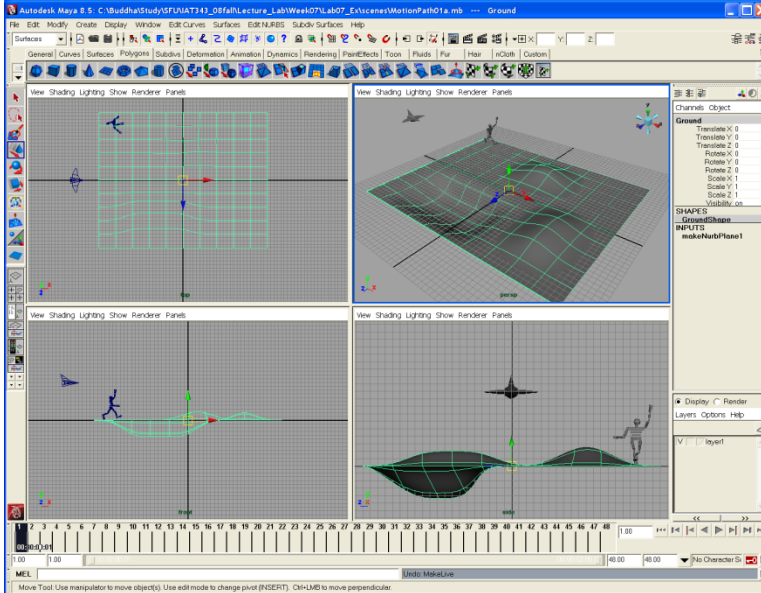 Autodesk Maya 8.5: C:\Buddha\Study\SFU\IAT343_08fall\Lecture_Lab\Week07\Lab07_Ex\scenes\MotionPath01a.mb --- Ground
File Edit Modify Create Display Window Edit Curves Surfaces Edit NURBS Subdiv Surfaces Help
Surfaces X: Y: Z:
General Curves Surfaces Polygons Subdivs Deformation Animation Dynamics Rendering PaintEffects Toon Fluids Fur Hair nCloth Custom
View Shading Lighting Show Renderer Panels
View Shading Lighting Show Renderer Panels
Channels Object
Ground
Translate X 0
Translate Y 0
Translate Z 0
Rotate X 0
Rotate Y 0
Rotate Z 0
Scale X 1
Scale Y 1
Scale Z 1
Visibility on
SHAPES
GroundShape
INPUTS
makeNurbPlane1
top
persp
View Shading Lighting Show Renderer Panels
View Shading Lighting Show Renderer Panels
Display Render
Layers Options Help
V layer1
front
side
<< >>
1 2 3 4 5 6 7 8 9 10 11 12 13 14 15 16 17 18 19 20 21 22 23 24 25 26 27 28 29 30 31 32 33 34 35 36 37 38 39 40 41 42 43 44 45 46 47 48
1.00
00:00:0:01
1.00 1.00 48.00 48.00 No Character Se
MEL Undo: MakeLive
Move Tool: Use manipulator to move object(s). Use edit mode to change pivot (INSERT). Ctrl+LMB to move perpendicular.